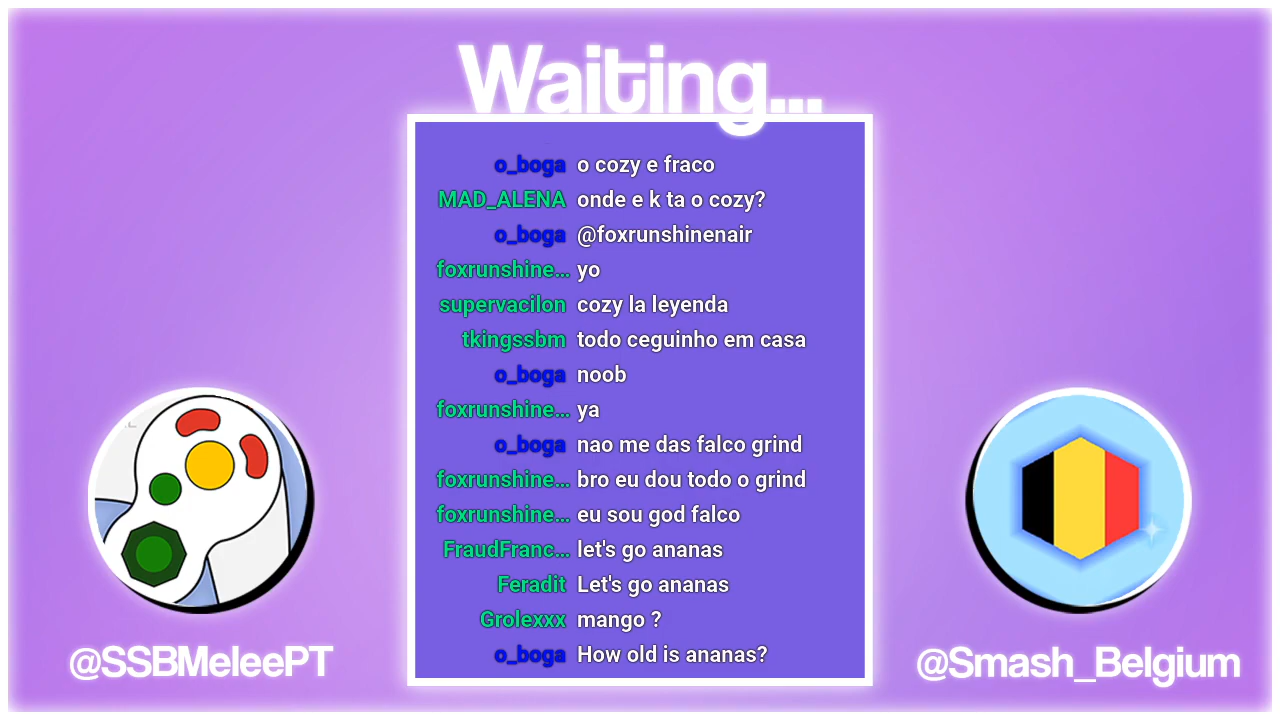 Waiting...
o_boga o cozy e fraco
MAD_ALENA onde e k ta o cozy?
o_boga @foxrunshinenair
foxrunshine... yo
supervacilon cozy la leyenda
tkingssbm todo ceguinho em casa
o_boga noob
foxrunshine... ya
o_boga nao me das falco grind
foxrunshine... bro eu dou todo o grind
foxrunshine... eu sou god falco
FraudFranc... let's go ananas
Feradit Let's go ananas
Grolexxx mango ?
o_boga How old is ananas?
@SSBMeleePT
@Smash_Belgium